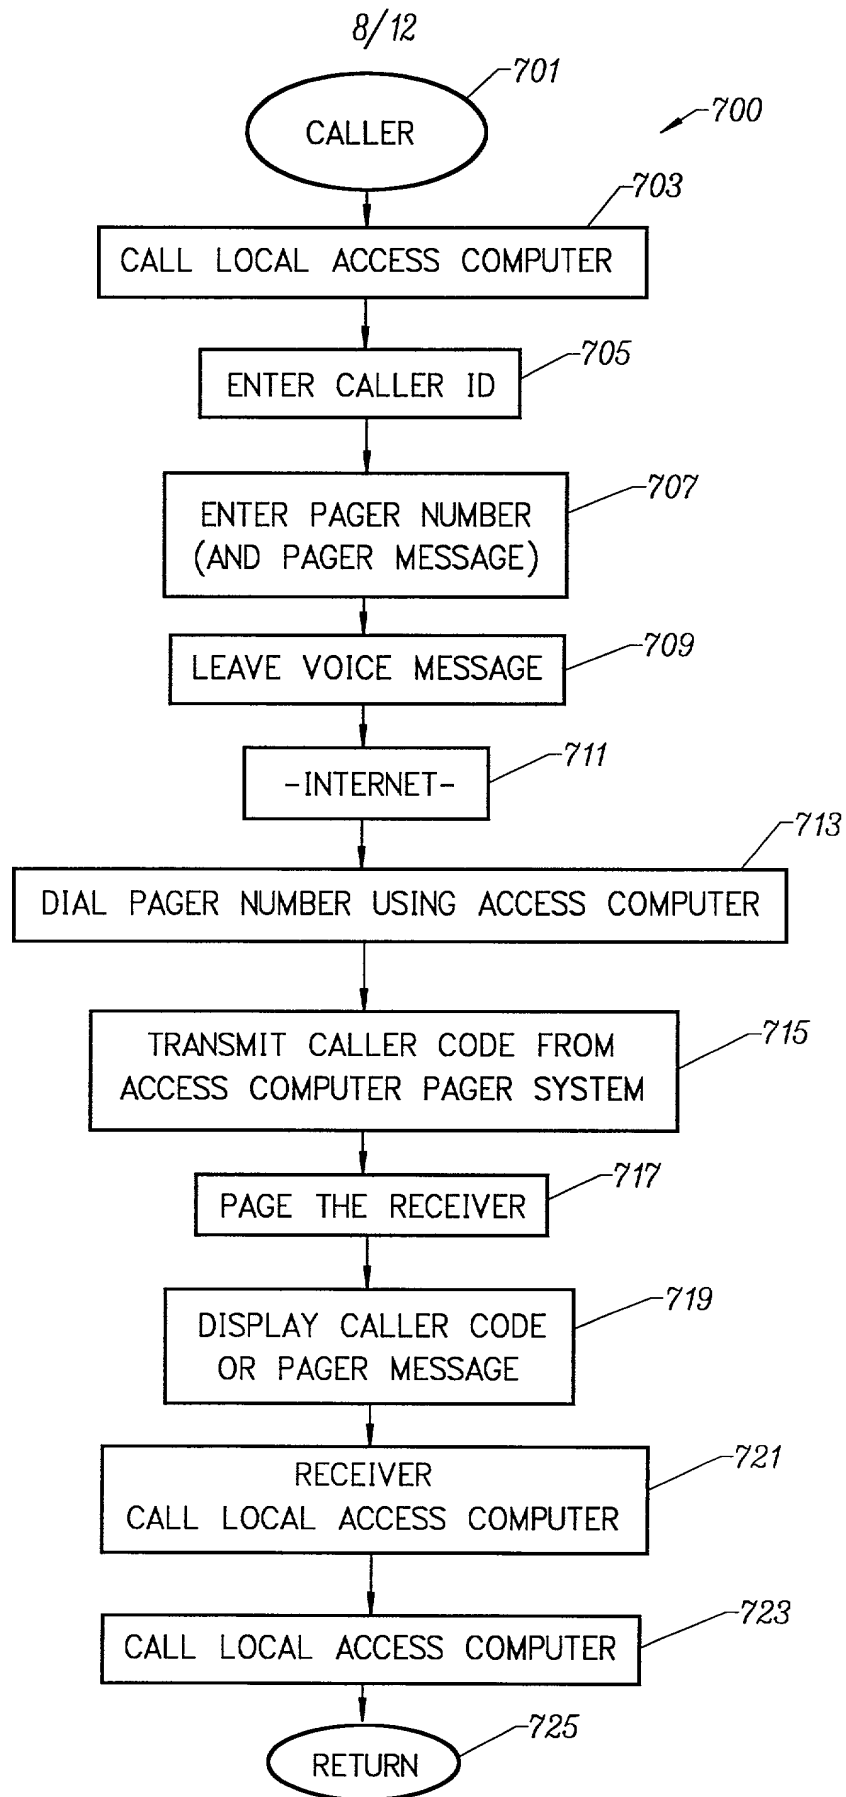 8/12
701
CALLER
700
703
CALL LOCAL ACCESS COMPUTER
705
ENTER CALLER ID
707
ENTER PAGER NUMBER
(AND PAGER MESSAGE)
709
LEAVE VOICE MESSAGE
711
-INTERNET-
713
DIAL PAGER NUMBER USING ACCESS COMPUTER
715
TRANSMIT CALLER CODE FROM
ACCESS COMPUTER PAGER SYSTEM
717
PAGE THE RECEIVER
719
DISPLAY CALLER CODE
OR PAGER MESSAGE
721
RECEIVER
CALL LOCAL ACCESS COMPUTER
723
CALL LOCAL ACCESS COMPUTER
725
RETURN